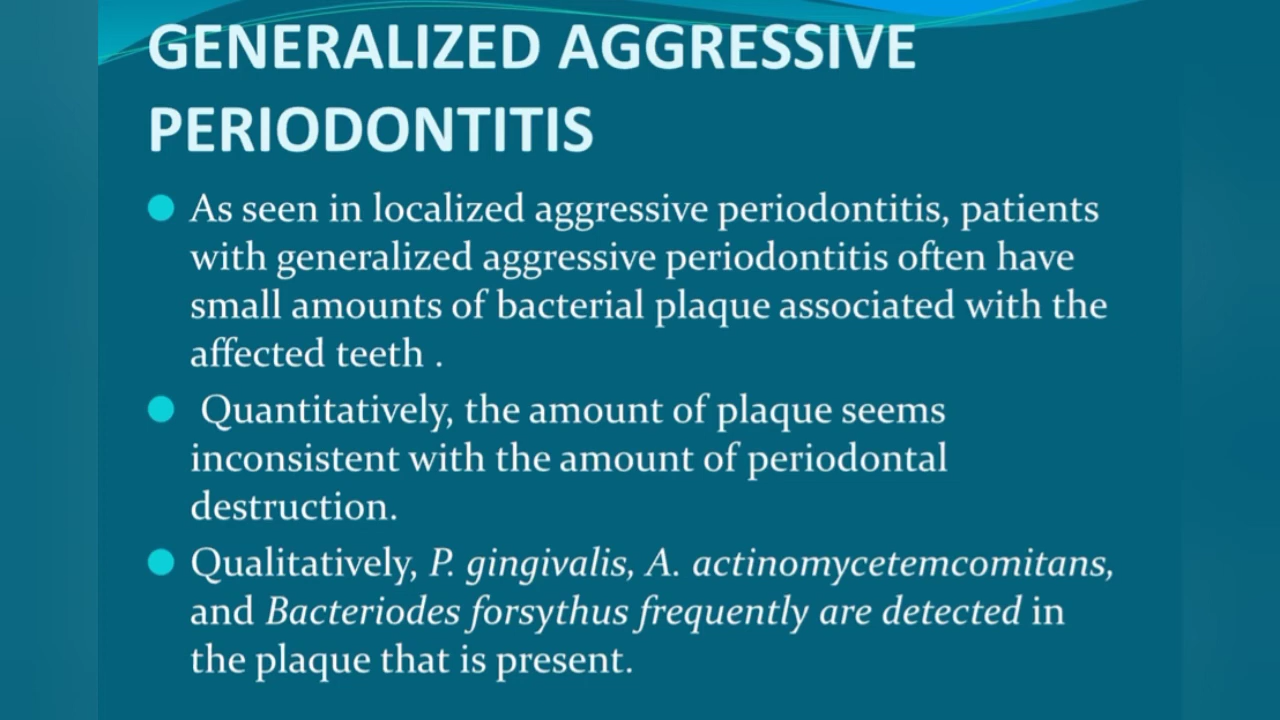 GENERALIZED AGGRESSIVE
PERIODONTITIS
As seen in localized aggressive periodontitis, patients
with generalized aggressive periodontitis often have
small amounts of bacterial plaque associated with the
affected teeth .
Quantitatively, the amount of plaque seems
inconsistent with the amount of periodontal
destruction.
Qualitatively, P. gingivalis, A. actinomycetemcomitans,
and Bacteriodes forsythus frequently are detected in
the plaque that is present.